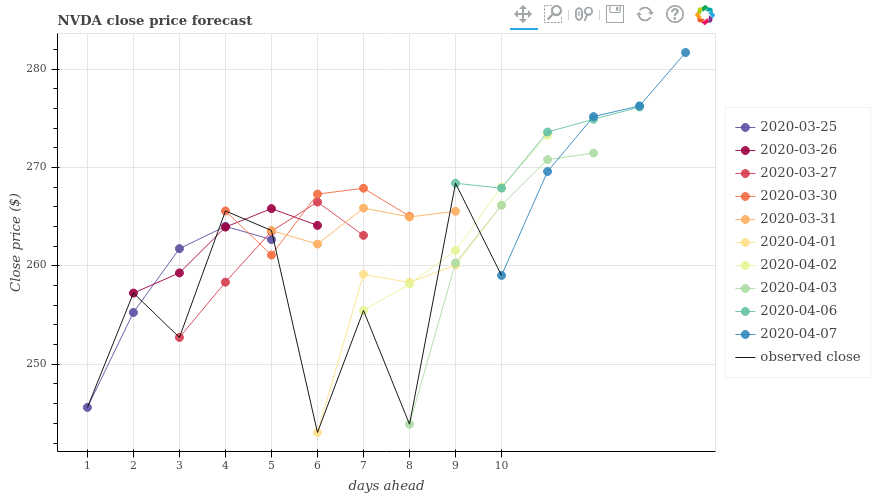 NVDA close price forecast
280
270
260
250
Close price ($)
1 2 3 4 5 6 7 8 9 10
days ahead
2020-03-25
2020-03-26
2020-03-27
2020-03-30
2020-03-31
2020-04-01
2020-04-02
2020-04-03
2020-04-06
2020-04-07
observed close